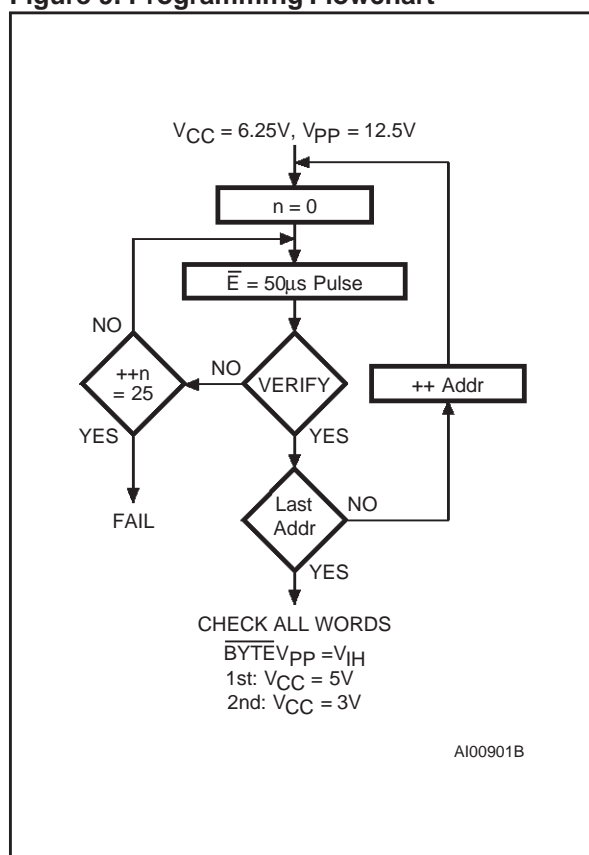 Figure 9. Programming Flowchart
VCC = 6.25V, VPP = 12.5V
n = 0
E = 50µs Pulse
NO
++n
= 25
NO
VERIFY
++ Addr
YES
YES
FAIL
Last
Addr
NO
YES
CHECK ALL WORDS
BYTEVPP =VIH
1st: VCC = 5V
2nd: VCC = 3V
AI00901B